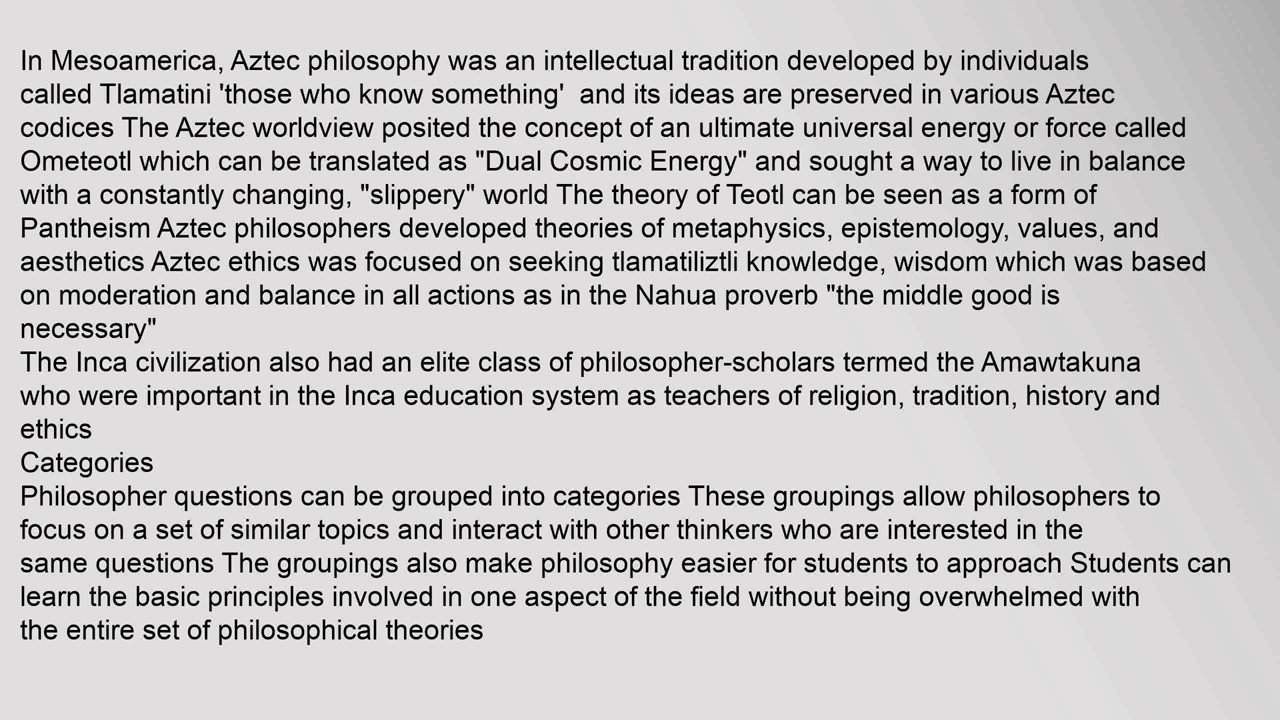 In Mesoamerica, Aztec philosophy was an intellectual tradition developed by individuals
called Tlamatini 'those who know something'  and its ideas are preserved in various Aztec
codices The Aztec worldview posited the concept of an ultimate universal energy or force called
Ometeotl which can be translated as "Dual Cosmic Energy" and sought a way to live in balance
with a constantly changing, "slippery" world The theory of Teotl can be seen as a form of
Pantheism Aztec philosophers developed theories of metaphysics, epistemology, values, and
aesthetics Aztec ethics was focused on seeking tlamatiliztli knowledge, wisdom which was based
on moderation and balance in all actions as in the Nahua proverb "the middle good is
necessary"
The Inca civilization also had an elite class of philosopher-scholars termed the Amawtakuna
who were important in the Inca education system as teachers of religion, tradition, history and
ethics
Categories
Philosopher questions can be grouped into categories These groupings allow philosophers to
focus on a set of similar topics and interact with other thinkers who are interested in the
same questions The groupings also make philosophy easier for students to approach Students can
learn the basic principles involved in one aspect of the field without being overwhelmed with
the entire set of philosophical theories